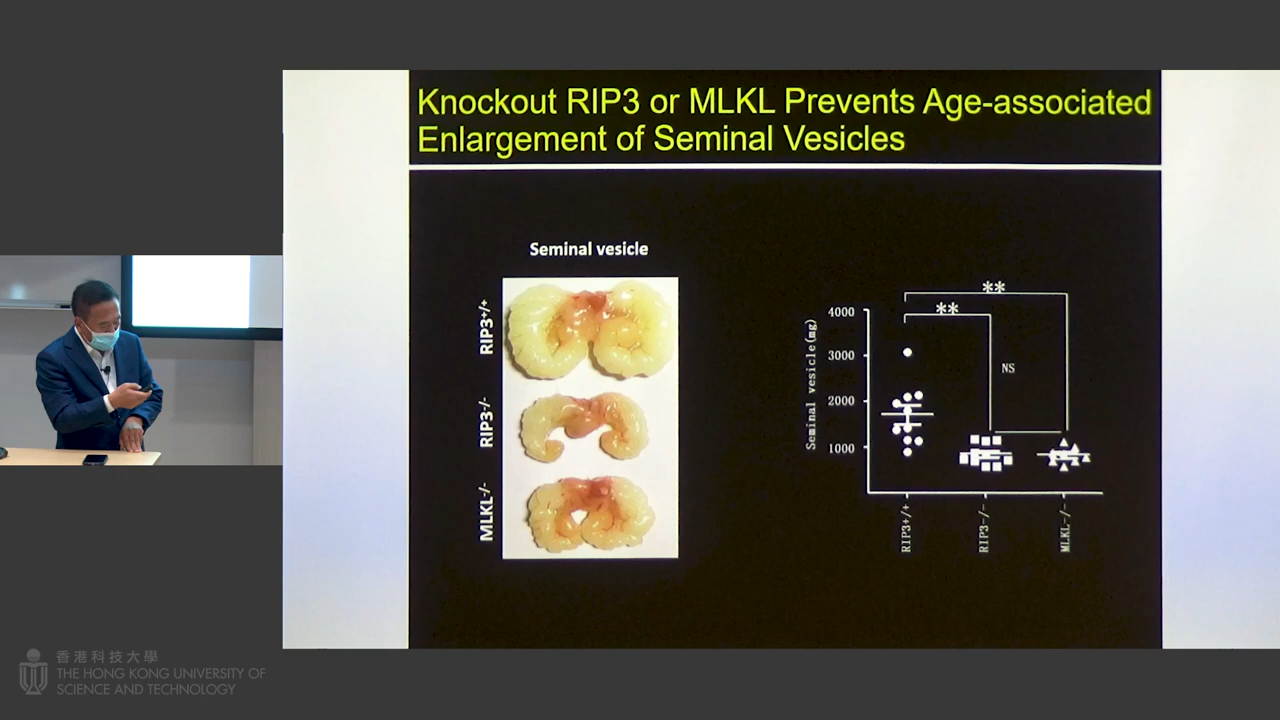 Knockout RIP3 or MLKL Prevents Age-associated
Enlargement of Seminal Vesicles
Seminal vesicle
RIP3+/+
RIP3-/-
MLKL-/-
**
**
NS
Seminal vesicle(mg)
4000
3000
2000
1000
RIP3+/+
RIP3-/-
MLKL-/-
香港科技大學
THE HONG KONG UNIVERSITY OF
SCIENCE AND TECHNOLOGY